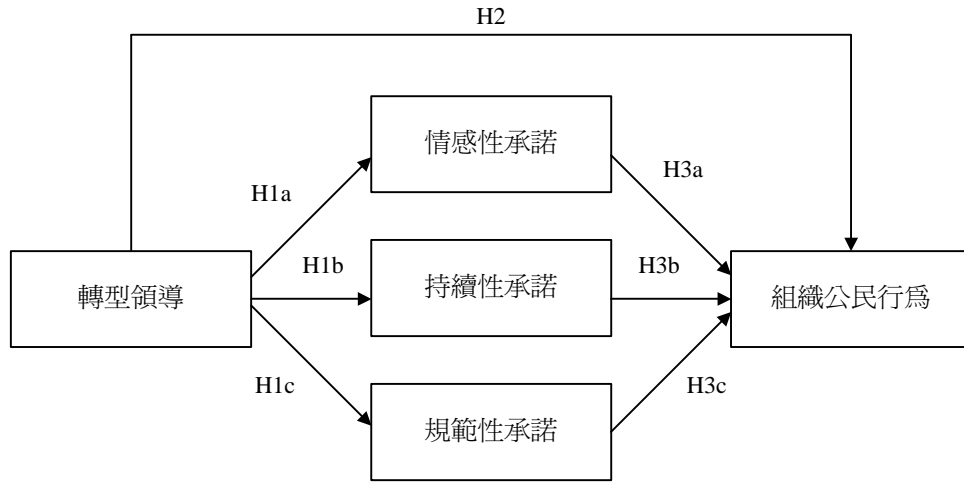 H2
情感性承諾
H1a
H3a
轉型領導
H1b
持續性承諾
H3b
組織公民行為
H1c
規範性承諾
H3c